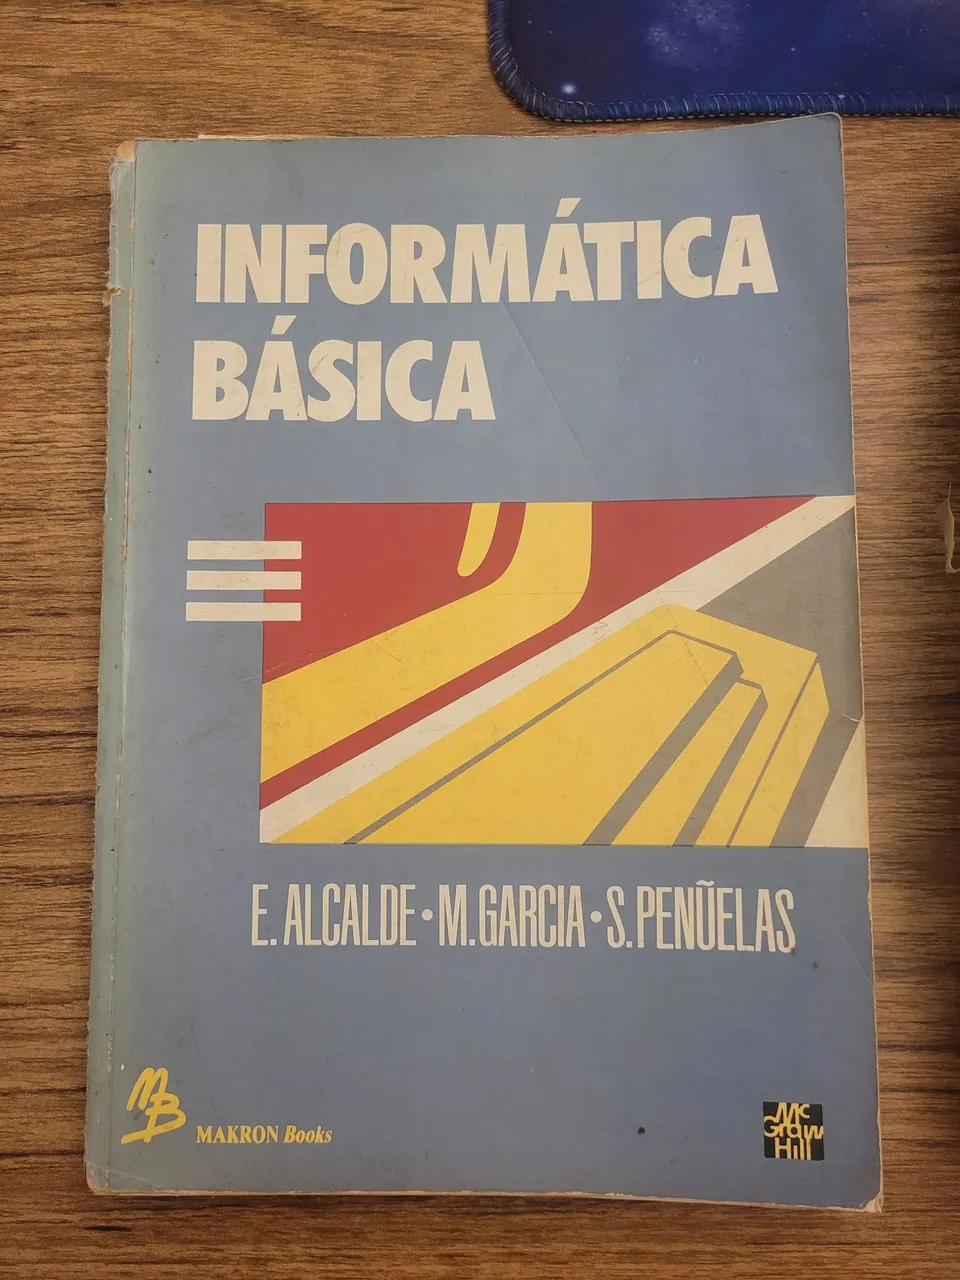 INFORMÁTICA
BÁSICA
E. ALCALDE • M. GARCIA • S. PEÑUELAS
MB
MAKRON Books
Mc
Graw
Hill